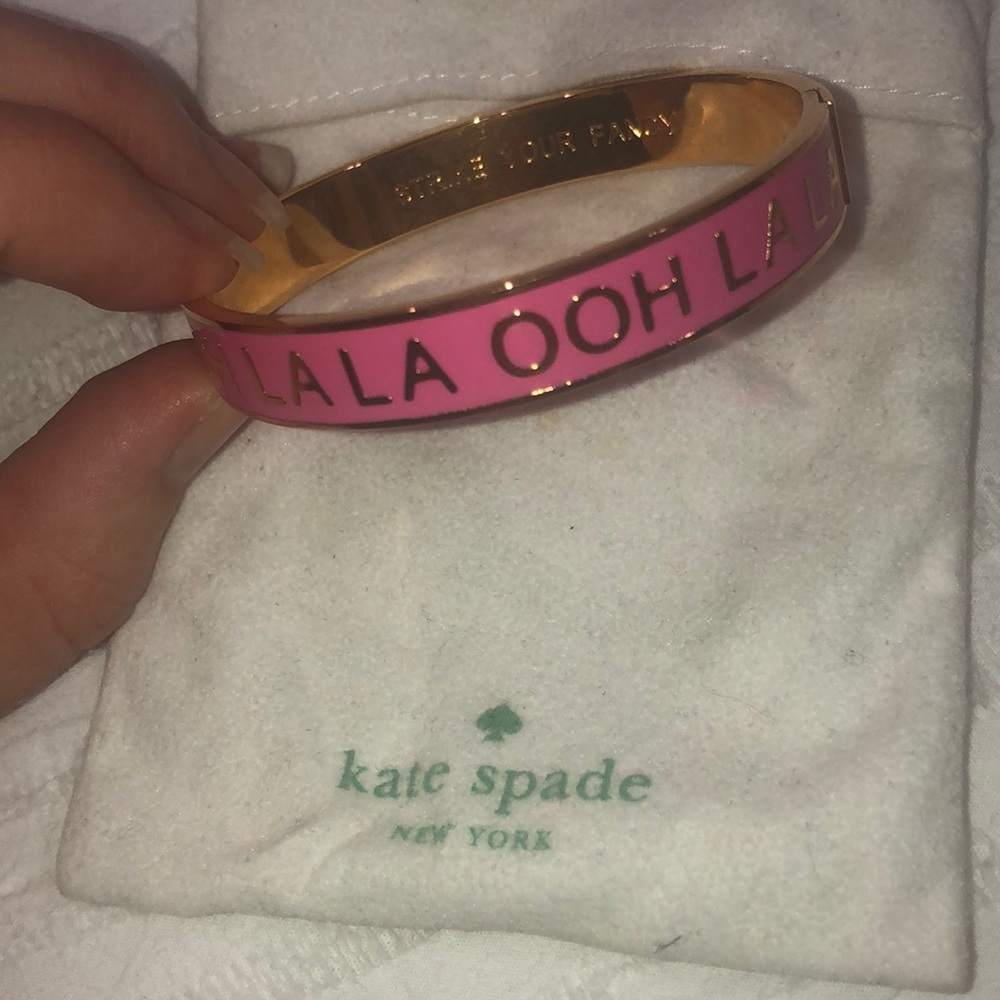 STRIKE YOUR FANCY
H LA LA OOH LA LA
kate spade
NEW YORK